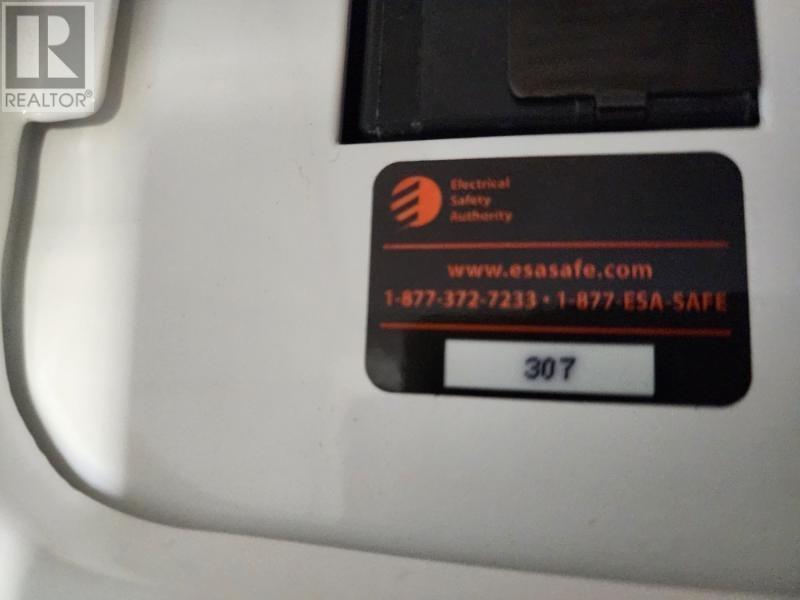 REALTOR®
Electrical
Safety
Authority
www.esasafe.com
1-877-372-7233 • 1-877-ESA-SAFE
307